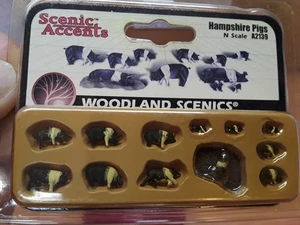 Scenic Accents
Hampshire Pigs
N Scale A2139
WOODLAND SCENICS®